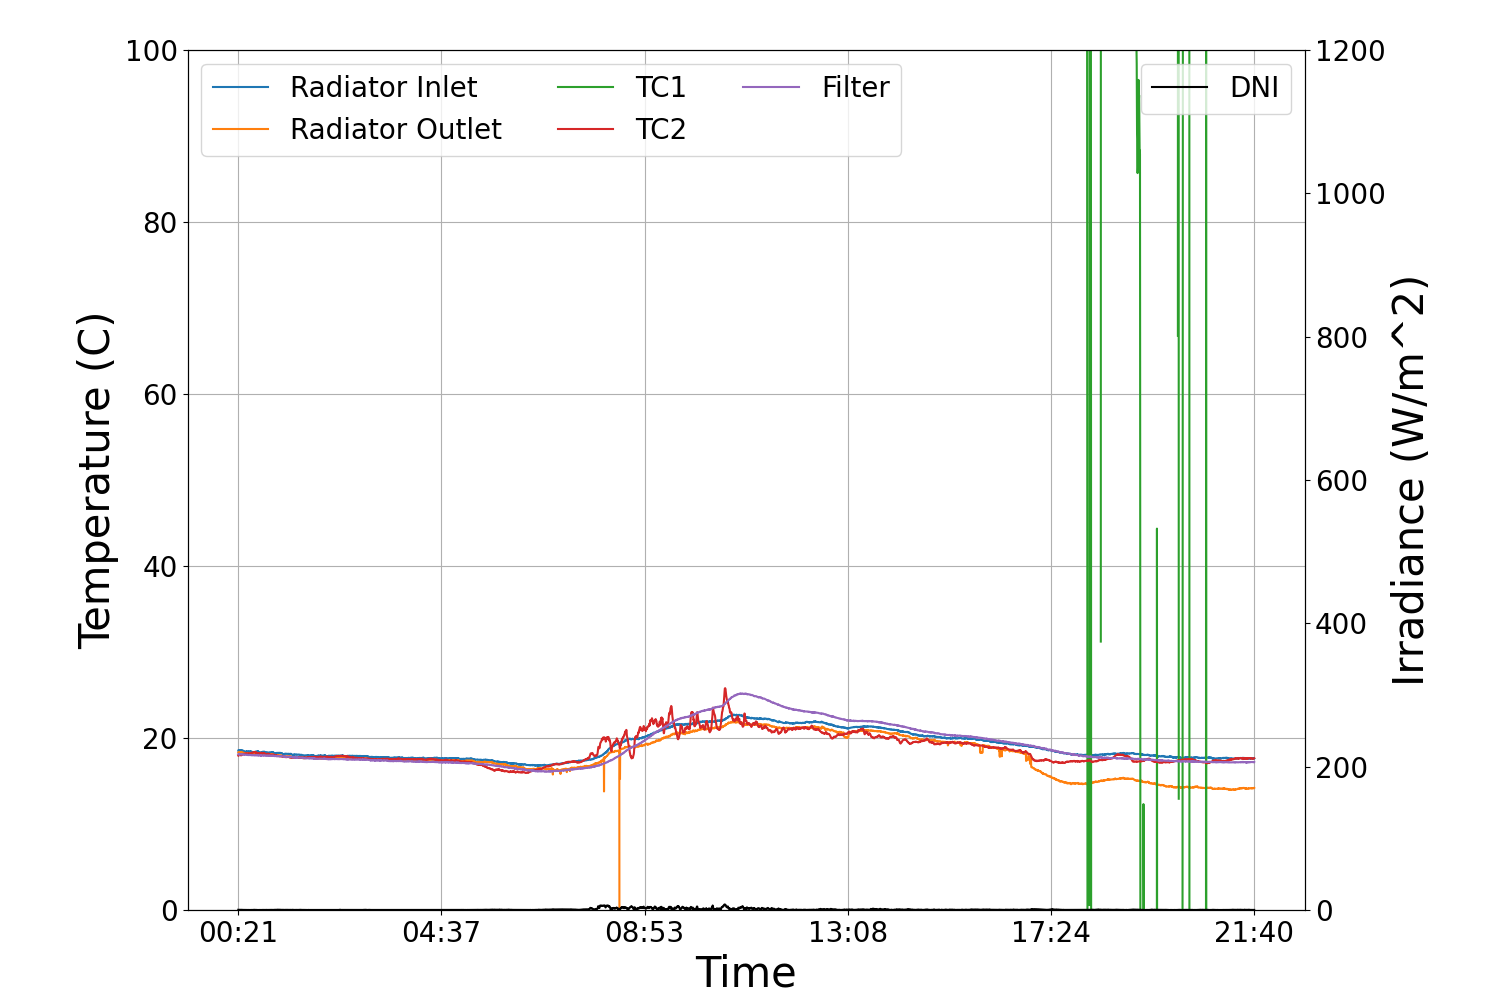 100
80
60
40
20
0
Temperature (C)
Radiator Inlet
Radiator Outlet
TC1
TC2
Filter
DNI
1200
1000
800
600
400
200
0
Irradiance (W/m^2)
00:21 04:37 08:53 13:08 17:24 21:40
Time